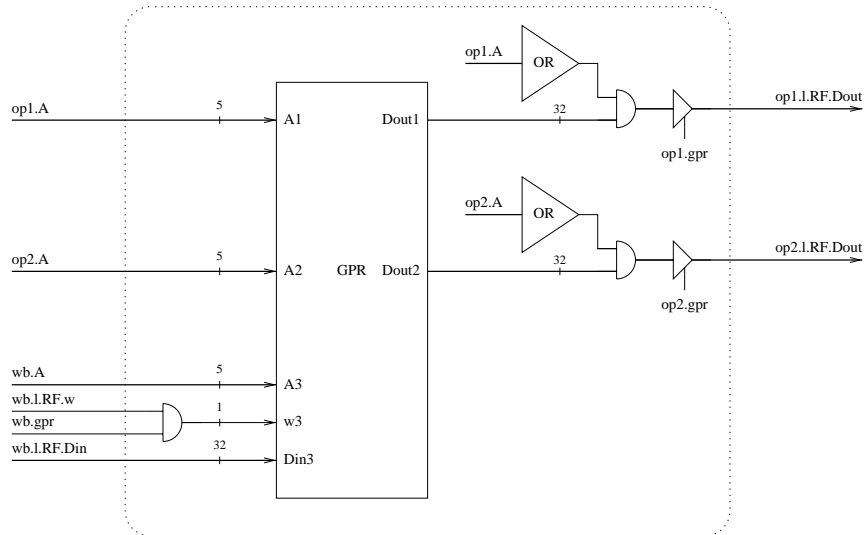 op1.A
OR
op1.A
5
A1
Dout1
32
op1.l.RF.Dout
op1.gpr
op2.A
OR
op2.A
5
A2
GPR
Dout2
32
op2.l.RF.Dout
op2.gpr
wb.A
5
A3
wb.l.RF.w
wb.gpr
1
w3
wb.l.RF.Din
32
Din3